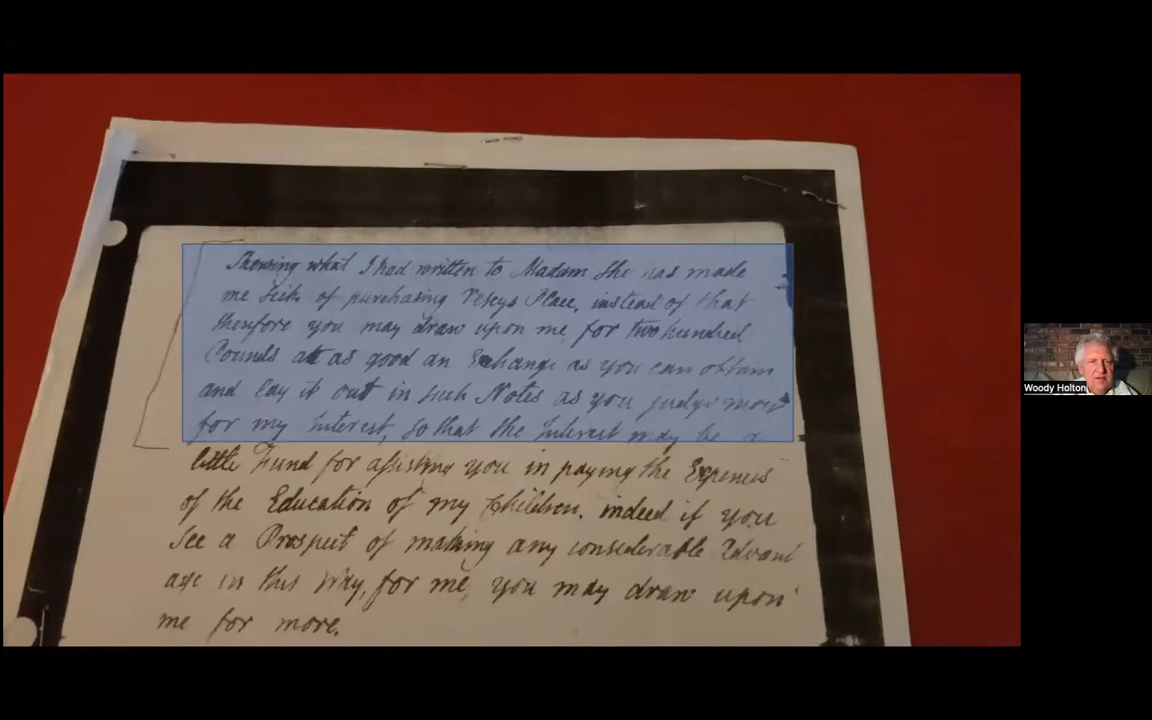 Shewing what I had written to Madam She has made
me Sick of purchasing Veseys Place, instead of that
therefore you may draw upon me, for two hundred
Pounds att as good an Exchange as you can obtain
and lay it out in such Notes as you judge most
for my Interest, so that the Interest may be a
little Fund for assisting you in paying the Expences
of the Education of my Children. indeed if you
See a Prospect of making any considerable Advant
age in this Way, for me, you may draw upon
me for more.
Woody Holton